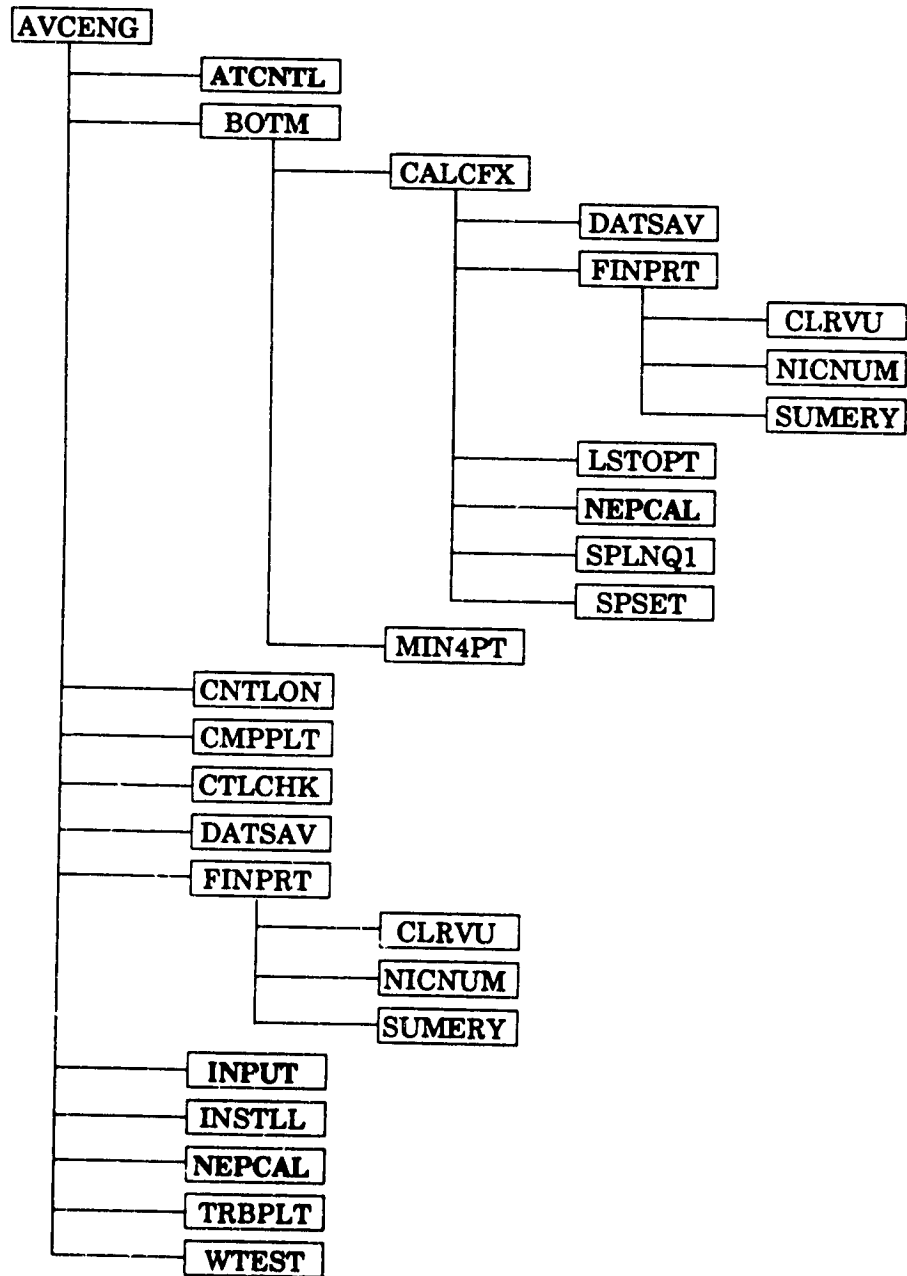 AVCENG
ATCNTL
BOTM
CALCFX
DATSAV
FINPRT
CLRVU
NICNUM
SUMERY
LSTOPT
NEPCAL
SPLNQ1
SPSET
MIN4PT
CNTLON
CMPPLT
CTLCHK
DATSAV
FINPRT
CLRVU
NICNUM
SUMERY
INPUT
INSTLL
NEPCAL
TRBPLT
WTEST